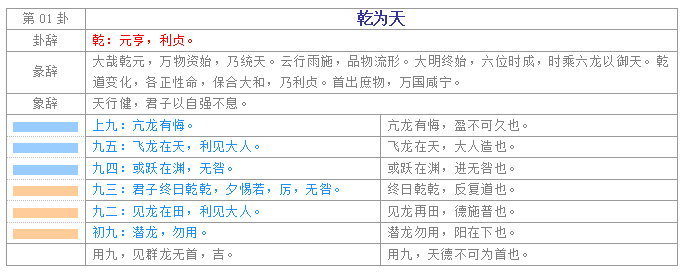 第 01 卦 乾为天
卦辞 乾：元亨，利贞。
彖辞 大哉乾元，万物资始，乃统天。云行雨施，品物流形。大明终始，六位时成，时乘六龙以御天。乾
道变化，各正性命，保合大和，乃利贞。首出庶物，万国咸宁。
象辞 天行健，君子以自强不息。
上九：亢龙有悔。 亢龙有悔，盈不可久也。
九五：飞龙在天，利见大人。 飞龙在天，大人造也。
九四：或跃在渊，无咎。 或跃在渊，进无咎也。
九三：君子终日乾乾，夕惕若，厉，无咎。 终日乾乾，反复道也。
九二：见龙在田，利见大人。 见龙再田，德施普也。
初九：潜龙，勿用。 潜龙勿用，阳在下也。
用九，见群龙无首，吉。 用九，天德不可为首也。